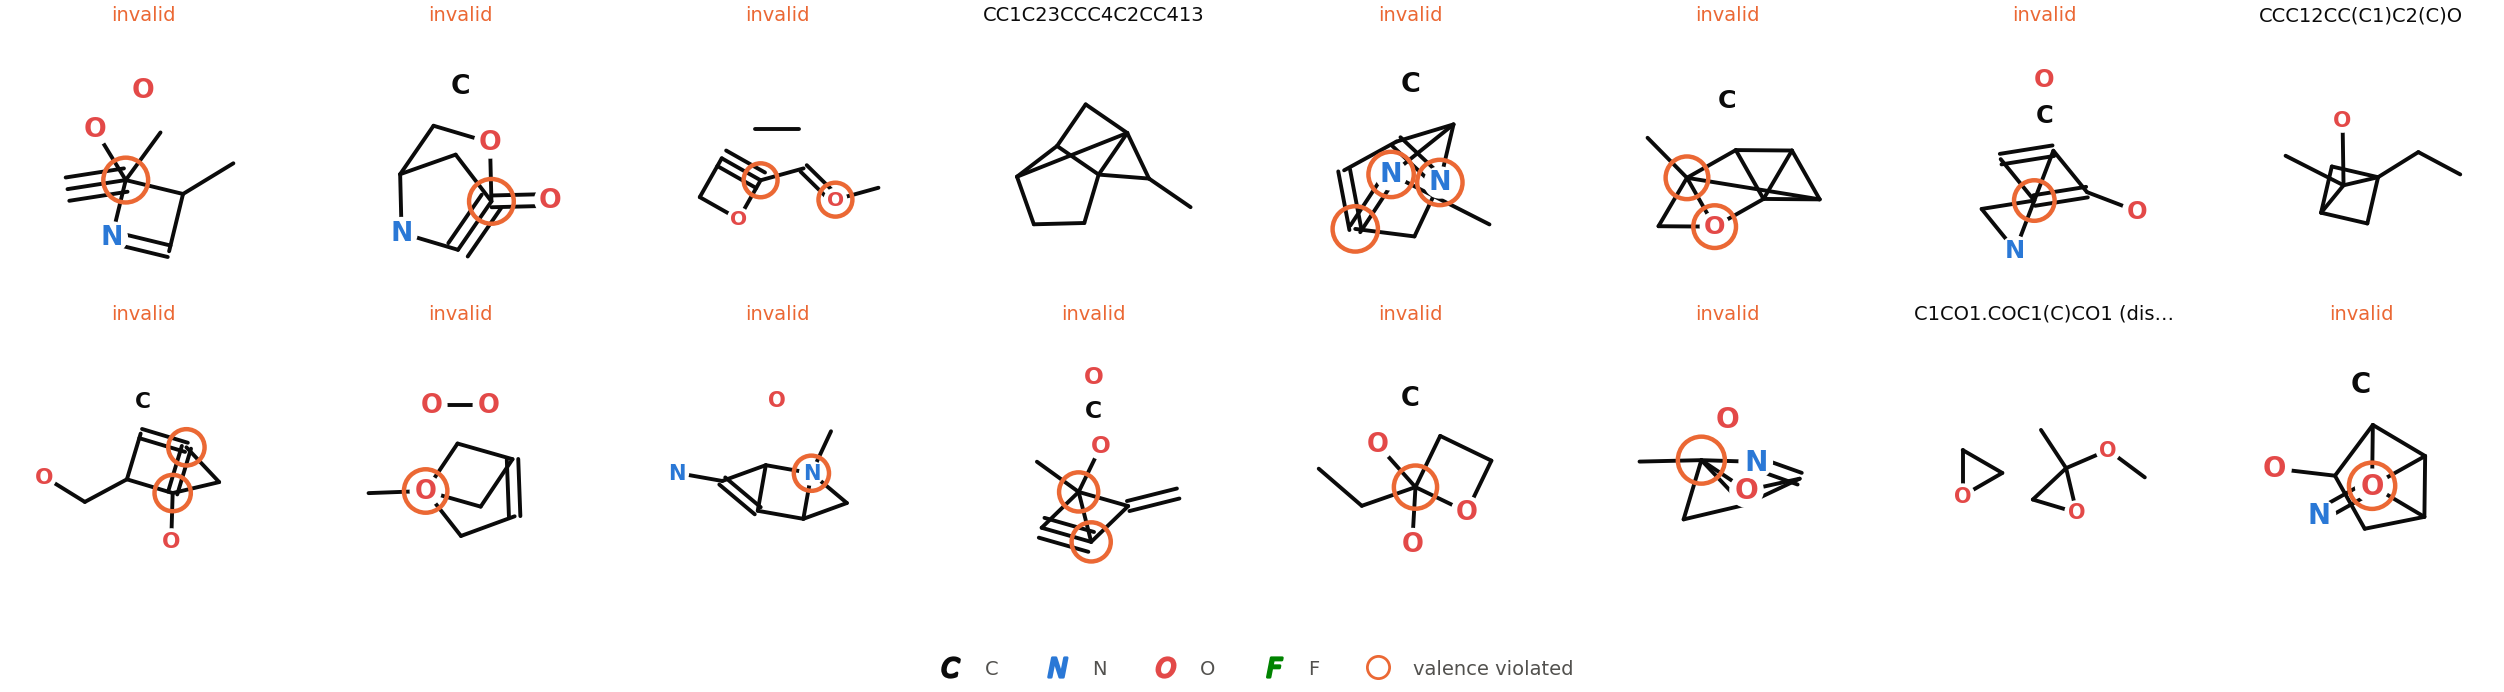 invalid invalid invalid CC1C23CCC4C2CC413 invalid invalid invalid CCC12CC(C1)C2(C)O
O
C
C
C
O
C
O
O
O
O
N
N
O
O
N
O
O
O
N
N
invalid invalid invalid invalid invalid invalid C1CO1.COC1(C)CO1 (dis... invalid
O
C
C
C
O O
O
C
O
O
O
O
N
O
O
O
N
N
O
O
O
O
O
O
O
O
N
C C N N O O F F valence violated